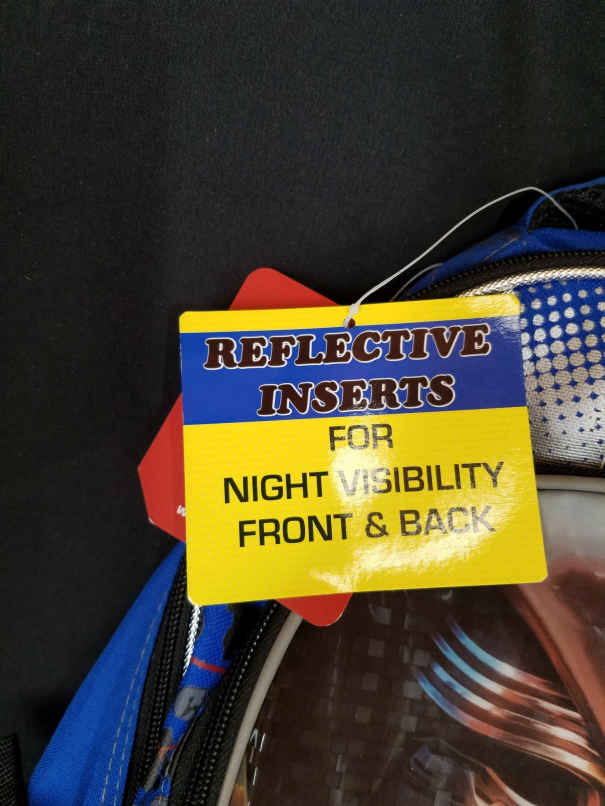 REFLECTIVE
INSERTS
FOR
NIGHT VISIBILITY
FRONT & BACK